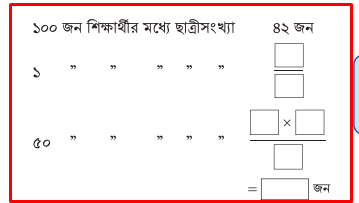 ১০০ জন শিক্ষার্থীর মধ্যে ছাত্রীসংখ্যা ৪২ জন
১ ” ” ” ” ”
৫০ ” ” ” ” ” ×
= জন